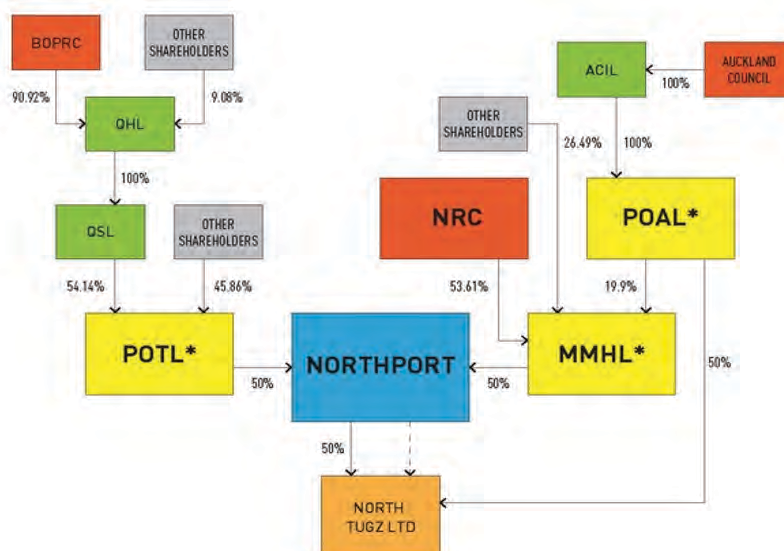 BOPRC
OTHER
SHAREHOLDERS
ACIL
AUCKLAND
COUNCIL
100%
90.92%
9.08%
OTHER
SHAREHOLDERS
26.49%
100%
QHL
100%
NRC
POAL*
QSL
OTHER
SHAREHOLDERS
54.14%
45.86%
53.61%
19.9%
POTL*
NORTHPORT
MMHL*
50%
50%
50%
50%
NORTH
TUGZ LTD